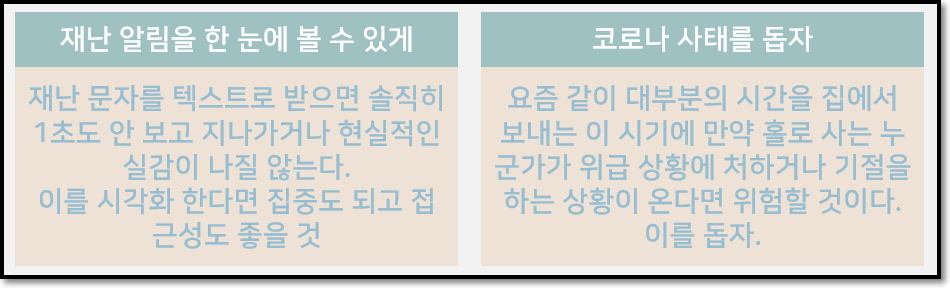 재난 알림을 한 눈에 볼 수 있게
재난 문자를 텍스트로 받으면 솔직히
1초도 안 보고 지나가거나 현실적인
실감이 나질 않는다.
이를 시각화 한다면 집중도 되고 접
근성도 좋을 것
코로나 사태를 돕자
요즘 같이 대부분의 시간을 집에서
보내는 이 시기에 만약 홀로 사는 누
군가가 위급 상황에 처하거나 기절을
하는 상황이 온다면 위험할 것이다.
이를 돕자.